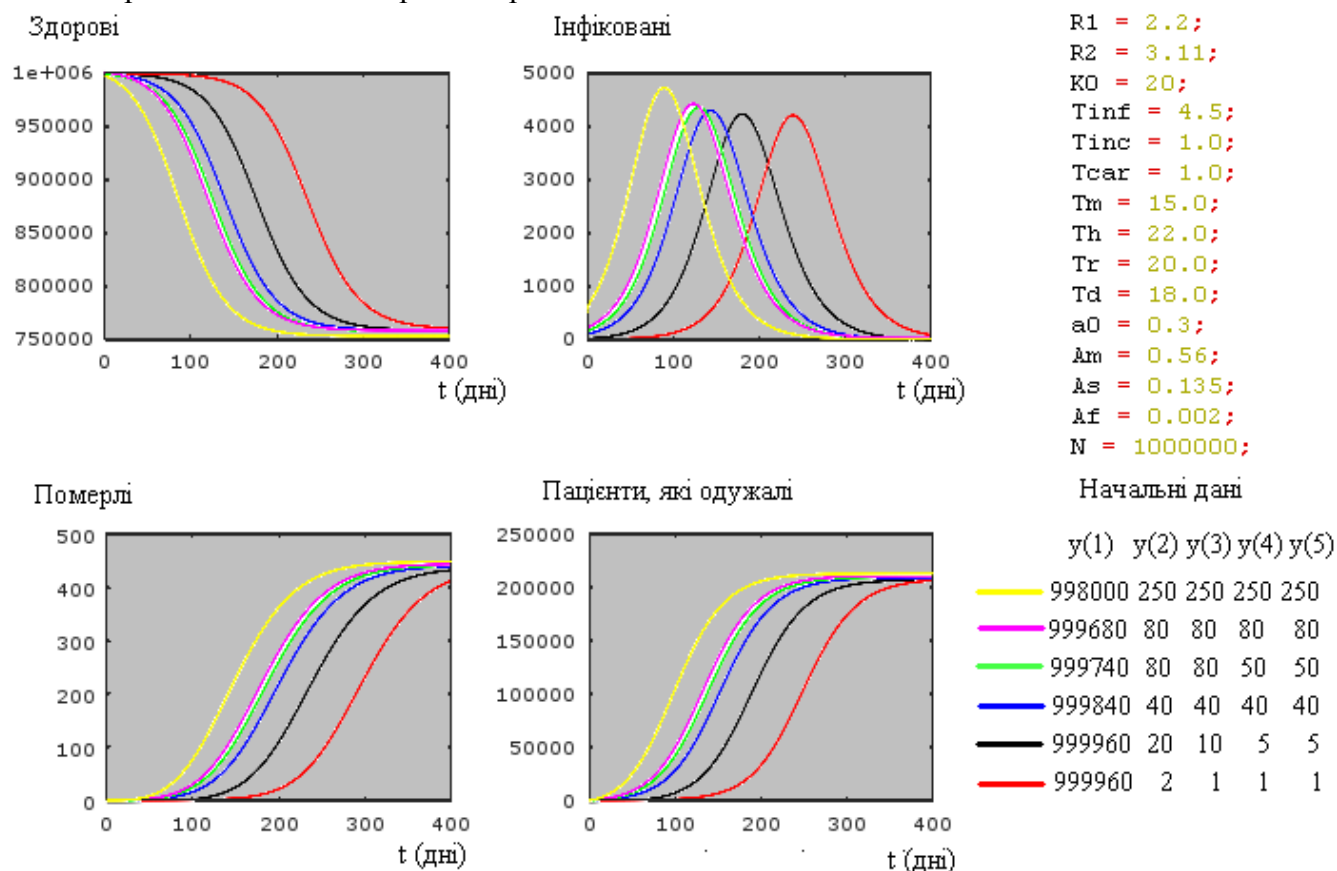 Здорові
1e+006
950000
900000
850000
800000
750000
0 100 200 300 400
t (дні)
Інфіковані
5000
4000
3000
2000
1000
0
0 100 200 300 400
t (дні)
R1 = 2.2;
R2 = 3.11;
K0 = 20;
Tinf = 4.5;
Tinc = 1.0;
Tcar = 1.0;
Tm = 15.0;
Th = 22.0;
Tr = 20.0;
Td = 18.0;
a0 = 0.3;
Am = 0.56;
As = 0.135;
Af = 0.002;
N = 1000000;
Померлі
500
400
300
200
100
0
0 100 200 300 400
t (дні)
Пацієнти, які одужалі
250000
200000
150000
100000
50000
0
0 100 200 300 400
t (дні)
Начальні дані
y(1) y(2) y(3) y(4) y(5)
998000 250 250 250 250
999680 80 80 80 80
999740 80 80 50 50
999840 40 40 40 40
999960 20 10 5 5
999960 2 1 1 1